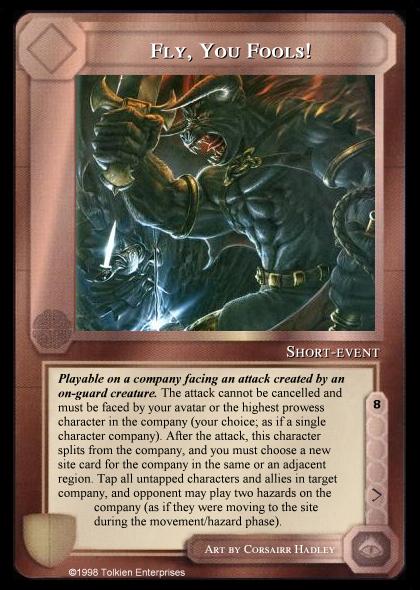 Fly, You Fools!
Short-event
Playable on a company facing an attack created by an
on-guard creature. The attack cannot be cancelled and
must be faced by your avatar or the highest prowess
character in the company (your choice; as if a single
character company). After the attack, this character
splits from the company, and you must choose a new
site card for the company in the same or an adjacent
region. Tap all untapped characters and allies in target
company, and opponent may play two hazards on the
company (as if they were moving to the site
during the movement/hazard phase).
8
Art by Corsairr Hadley
©1998 Tolkien Enterprises